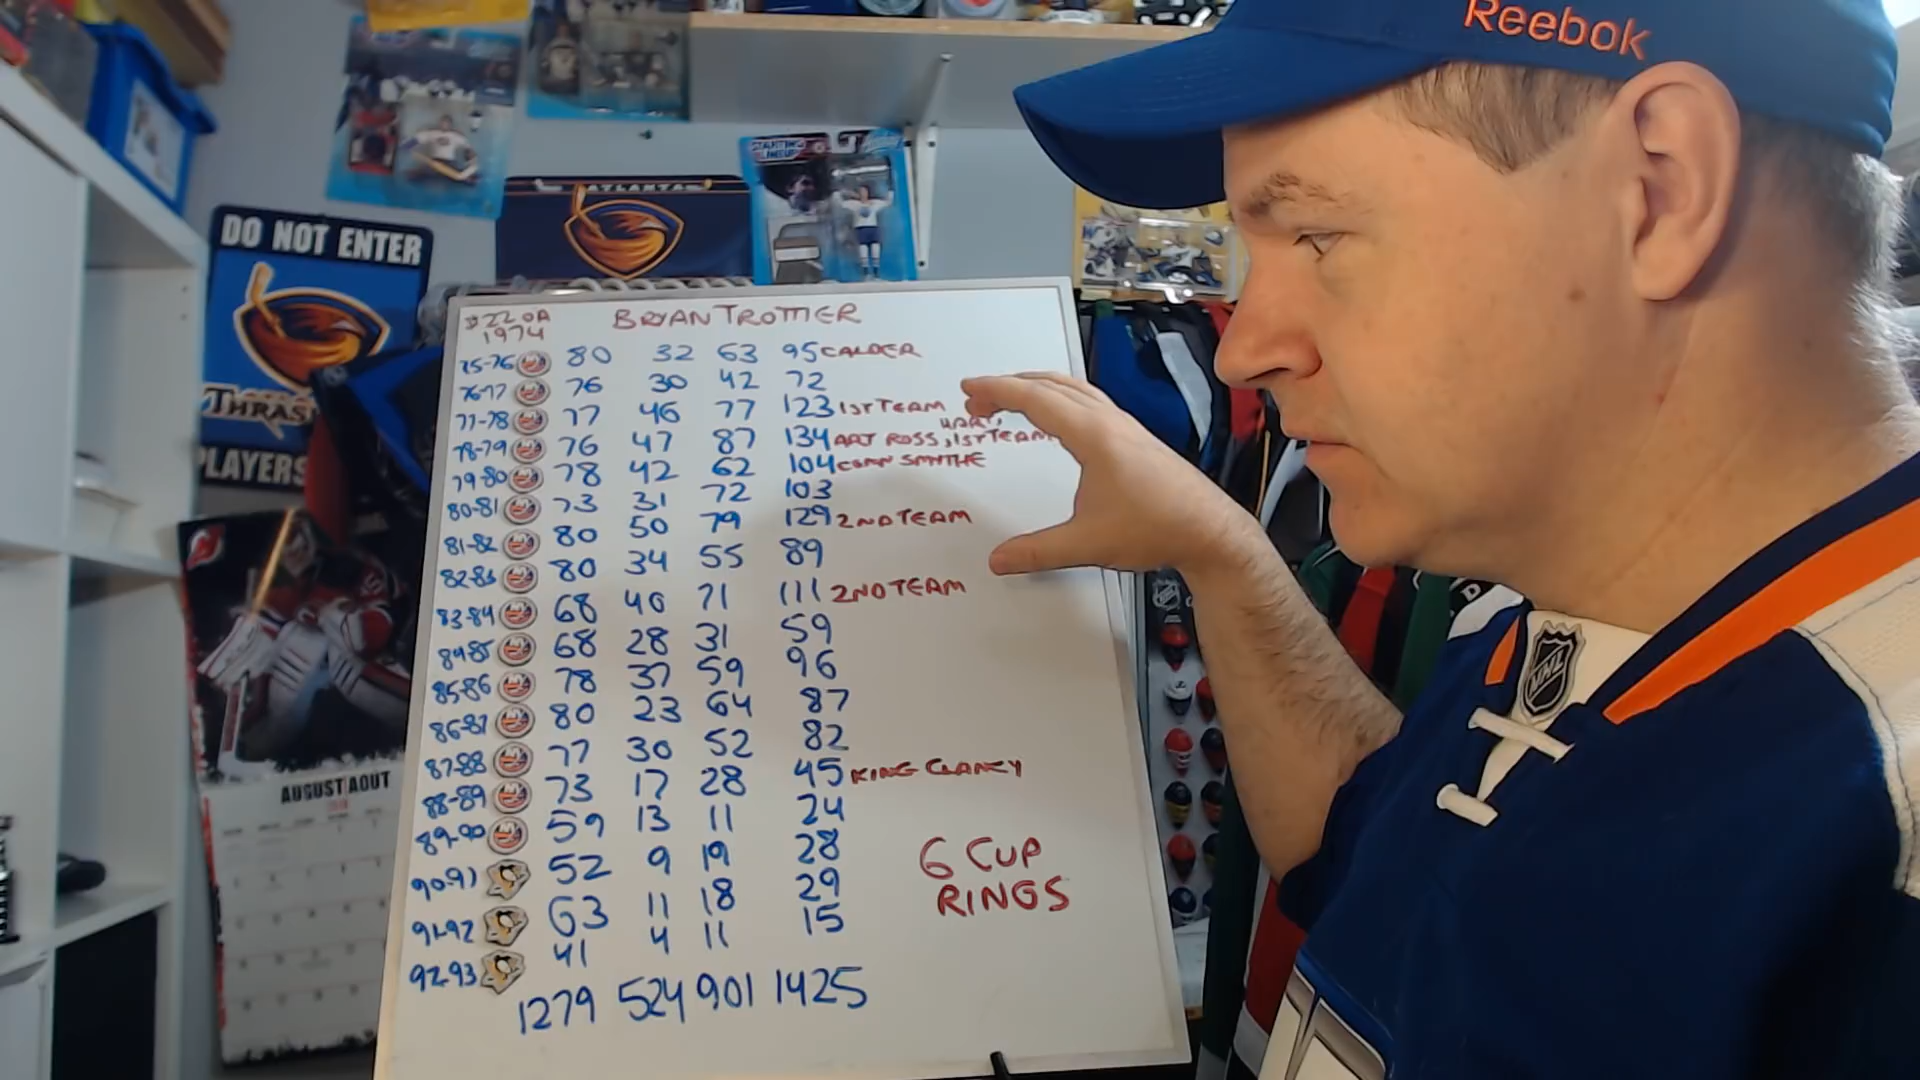 Reebok
STARTING LINEUP
ATLANTA
DO NOT ENTER
THRAS
PLAYERS
#22 OA
1974
BRYAN TROTTIER
75-76 80 32 63 95 CALDER
76-77 76 30 42 72
77-78 77 46 77 123 1ST TEAM
HART,
78-79 76 47 87 134 ART ROSS, 1ST TEAM
79-80 78 42 62 104 CONN SMYTHE
80-81 73 31 72 103
81-82 80 50 79 129 2ND TEAM
82-83 80 34 55 89
83-84 68 40 71 111 2ND TEAM
84-85 68 28 31 59
85-86 78 37 59 96
86-87 80 23 64 87
87-88 77 30 52 82
88-89 73 17 28 45 KING CLANCY
89-90 59 13 11 24
90-91 52 9 19 28
91-92 63 11 18 29
92-93 41 4 11 15
1279 524 901 1425
6 CUP
RINGS
AUGUST AOUT
NHL